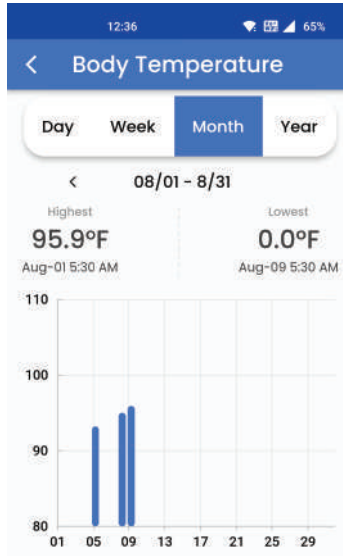 12:36 65%
Body Temperature
Day Week Month Year
08/01 - 8/31
Highest Lowest
95.9°F 0.0°F
Aug-01 5:30 AM Aug-09 5:30 AM
110
100
90
80
01 05 09 13 17 21 25 29